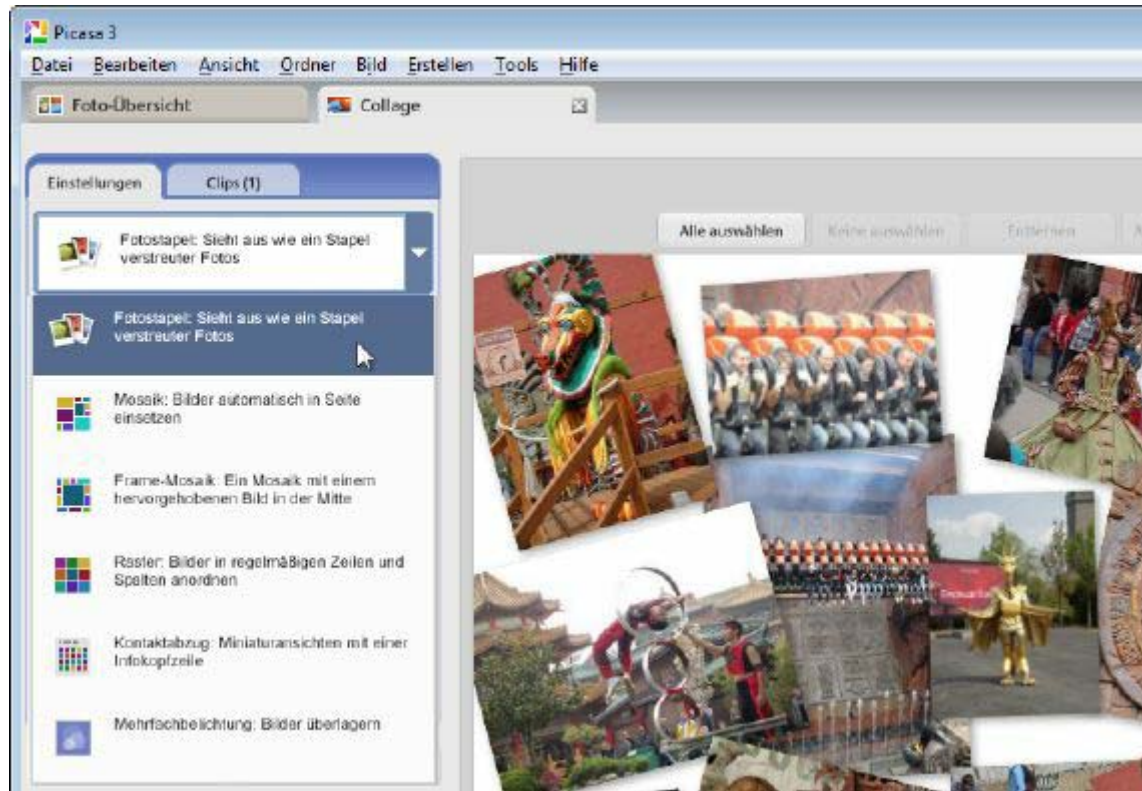 Picasa 3
Datei Bearbeiten Ansicht Ordner Bild Erstellen Tools Hilfe
Foto-Übersicht Collage
Einstellungen Clips (1)
Alle auswählen Keine auswählen Entfernen
Fotostapel: Sieht aus wie ein Stapel
verstreuter Fotos
Fotostapel: Sieht aus wie ein Stapel
verstreuter Fotos
Mosaik: Bilder automatisch in Seite
einsetzen
Frame-Mosaik: Ein Mosaik mit einem
hervorgehobenen Bild in der Mitte
Raster: Bilder in regelmäßigen Zeilen und
Spalten anordnen
Kontaktabzug: Miniaturansichten mit einer
Infokopfzeile
Mehrfachbelichtung: Bilder überlagern